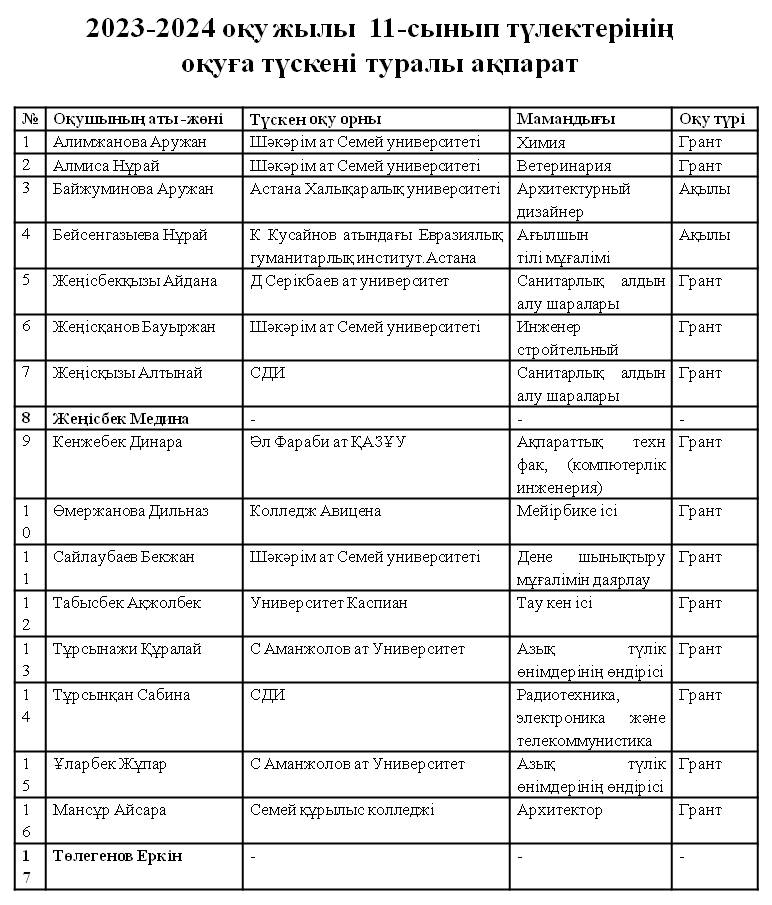 2023-2024 оқу жылы 11-сынып түлектерінің
оқуға түскені туралы ақпарат
№ Оқушының аты -жөні Түскен оқу орны Мамандығы Оқу түрі
1 Алимжанова Аружан Шәкәрім ат Семей университеті Химия Грант
2 Алмиса Нұрай Шәкәрім ат Семей университеті Ветеринария Грант
3 Байжуминова Аружан Астана Халықаралық университеті Архитектурный Ақылы
дизайнер
4 Бейсенгазыева Нұрай К Кусайнов атындағы Евразиялық Ағылшын Ақылы
гуманитарлық институт.Астана тілі мұғалімі
5 Жеңісбекқызы Айдана Д Серікбаев ат университет Санитарлық алдын Грант
алу шаралары
6 Жеңісқанов Бауыржан Шәкәрім ат Семей университеті Инженер Грант
стройтельный
7 Жеңісқызы Алтынай СДИ Санитарлық алдын Грант
алу шаралары
8 Жеңісбек Медина - - -
9 Кенжебек Динара Әл Фараби ат ҚАЗҰУ Ақпараттық техн Грант
фак, (компютерлік
инженерия)
1 Өмержанова Дильназ Колледж Авицена Мейірбике ісі Грант
0
1 Сайлаубаев Бекжан Шәкәрім ат Семей университеті Дене шынықтыру Грант
1 мұғалімін даярлау
1 Табысбек Ақжолбек Университет Каспиан Тау кен ісі Грант
2
1 Тұрсынажи Құралай С Аманжолов ат Университет Азық түлік Грант
3 өнімдерінің өндірісі
1 Тұрсынқан Сабина СДИ Радиотехника, Грант
4 электроника және
телекоммунистика
1 Ұларбек Жұпар С Аманжолов ат Университет Азық түлік Грант
5 өнімдерінің өндірісі
1 Мансұр Айсара Семей құрылыс колледжі Архитектор Грант
6
1 Төлегенов Еркін - - -
7